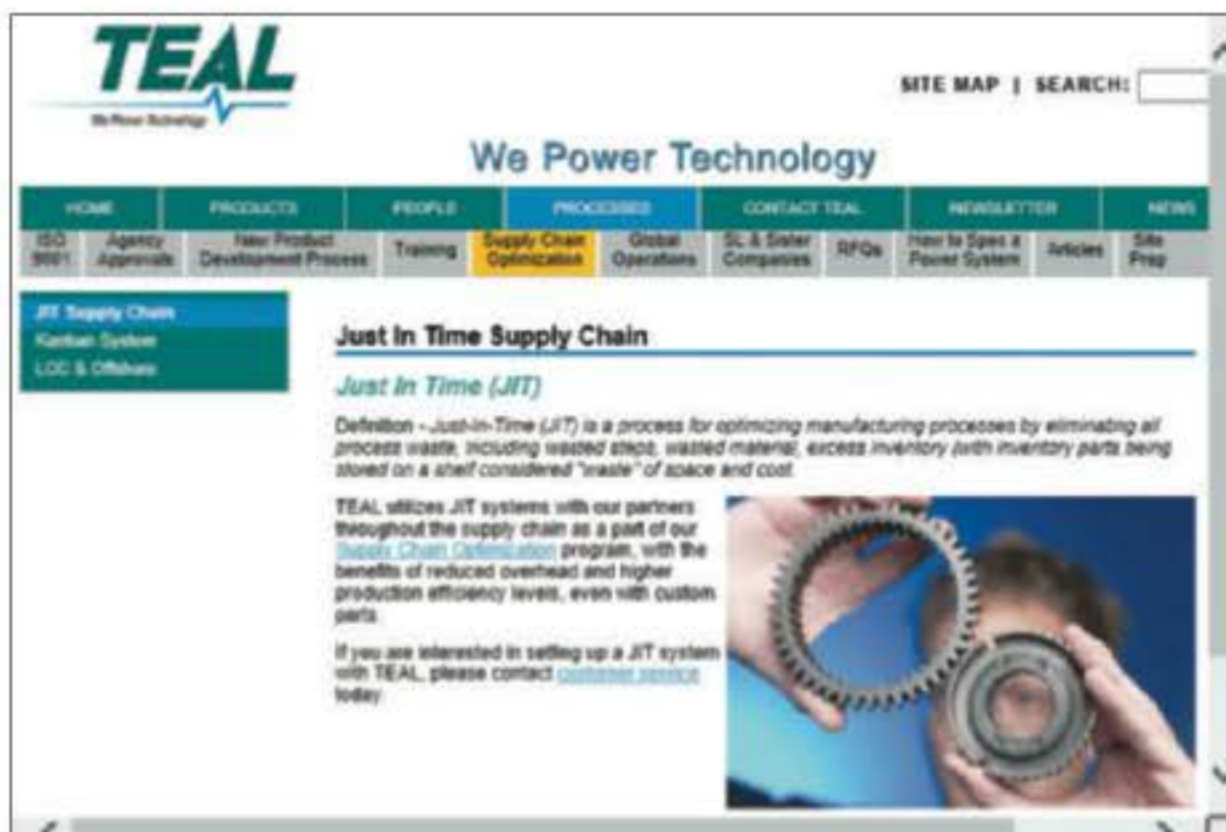 TEAL
We Power Technology
SITE MAP | SEARCH:
We Power Technology
HOME PRODUCTS PEOPLE PROCESSES CONTACT TEAL NEWSLETTER NEWS
ISO Agency New Product Training Supply Chain Global SL & Sister RFQs How to Spec a Articles Site
9001 Approvals Development Process Optimization Operations Companies Power System Prep
JIT Supply Chain
Kanban System
LCC & Offshore
Just In Time Supply Chain
Just In Time (JIT)
Definition - Just-in-Time (JIT) is a process for optimizing manufacturing processes by eliminating all
process waste, including wasted steps, wasted material, excess inventory (with inventory parts being
stored on a shelf considered "waste" of space and cost.
TEAL utilizes JIT systems with our partners
throughout the supply chain as a part of our
Supply Chain Optimization program, with the
benefits of reduced overhead and higher
production efficiency levels, even with custom
parts.
If you are interested in setting up a JIT system
with TEAL, please contact customer service
today.